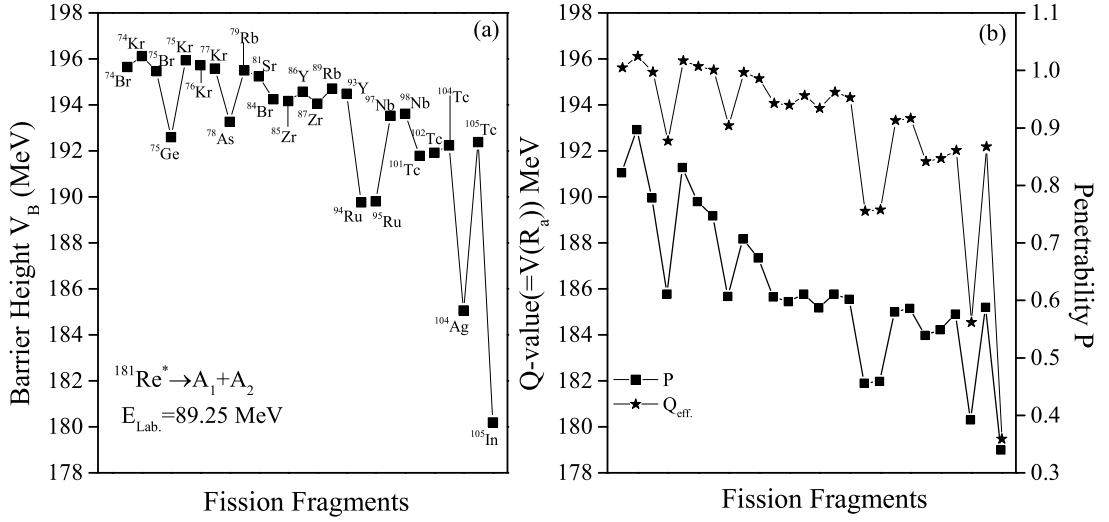 Barrier Height V_B (MeV)
198
196
194
192
190
188
186
184
182
180
178
(a)
⁷⁴Br
⁷⁴Kr
⁷⁵Br
⁷⁵Ge
⁷⁵Kr
⁷⁶Kr
⁷⁷Kr
⁷⁸As
⁷⁹Rb
⁸¹Sr
⁸⁴Br
⁸⁵Zr
⁸⁶Y
⁸⁷Zr
⁸⁹Rb
⁹³Y
⁹⁴Ru
⁹⁵Ru
⁹⁷Nb
⁹⁸Nb
¹⁰¹Tc
¹⁰²Tc
¹⁰⁴Tc
¹⁰⁴Ag
¹⁰⁵Tc
¹⁰⁵In
¹⁸¹Re*→A₁+A₂
E_Lab.=89.25 MeV
Fission Fragments
Q-value(=V(R_a)) MeV
198
196
194
192
190
188
186
184
182
180
178
(b)
P
Q_eff.
Fission Fragments
1.1
1.0
0.9
0.8
0.7
0.6
0.5
0.4
0.3
Penetrability P